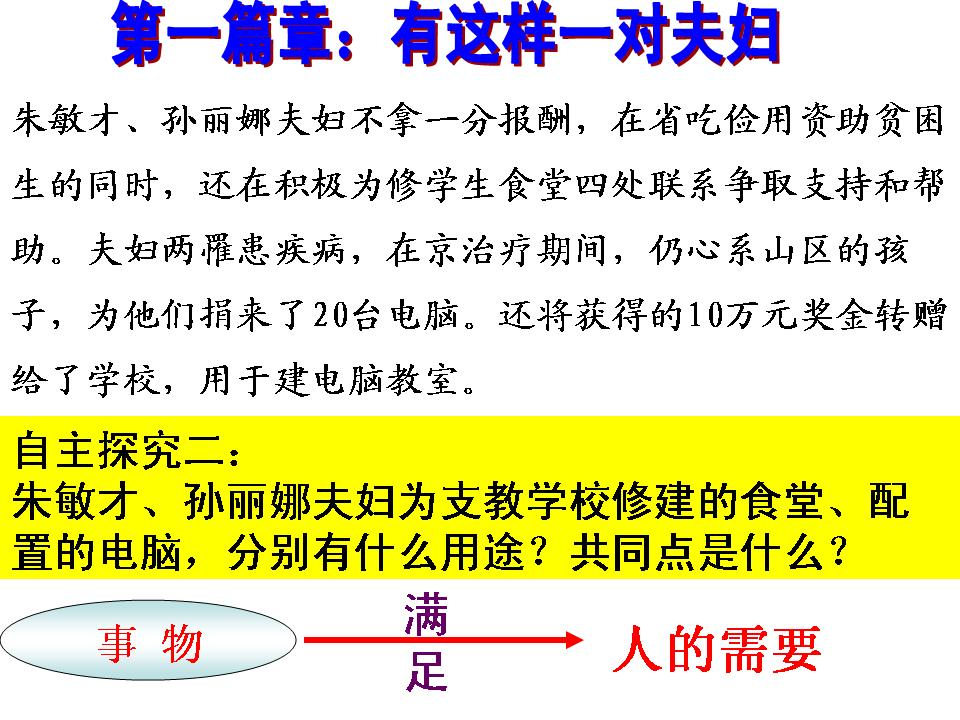 第一篇章：有这样一对夫妇
朱敏才、孙丽娜夫妇不拿一分报酬，在省吃俭用资助贫困
生的同时，还在积极为修学生食堂四处联系争取支持和帮
助。夫妇两罹患疾病，在京治疗期间，仍心系山区的孩
子，为他们捐来了20台电脑。还将获得的10万元奖金转赠
给了学校，用于建电脑教室。
自主探究二：
朱敏才、孙丽娜夫妇为支教学校修建的食堂、配
置的电脑，分别有什么用途？共同点是什么？
事 物
满
足
人的需要